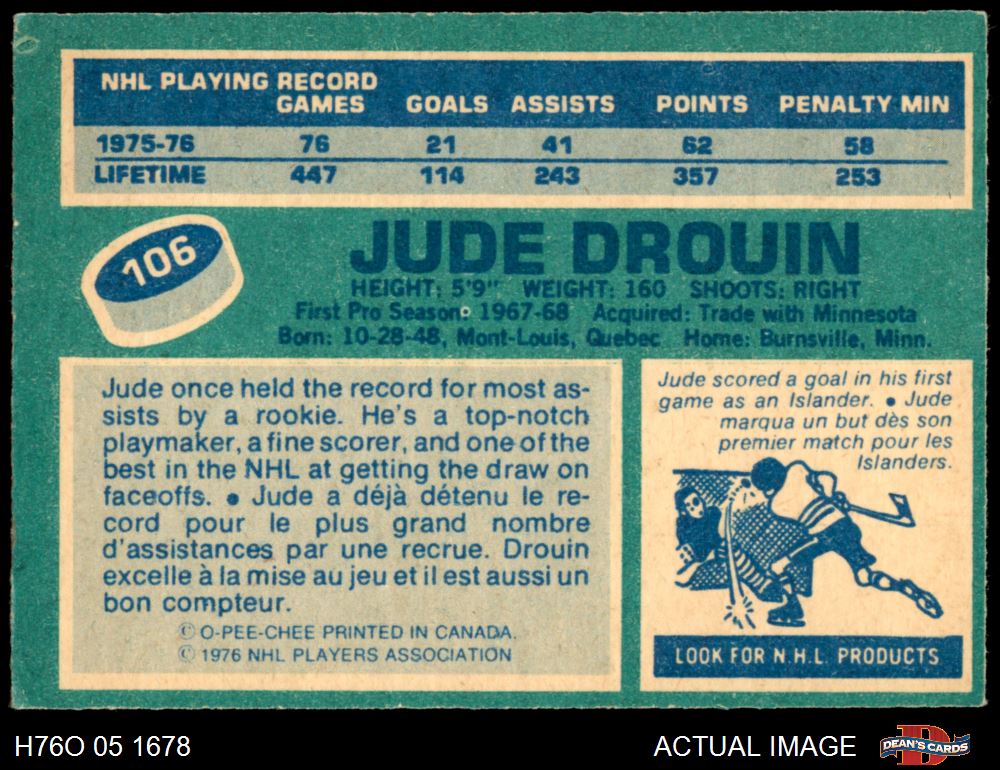 NHL PLAYING RECORD
GAMES GOALS ASSISTS POINTS PENALTY MIN
1975-76 76 21 41 62 58
LIFETIME 447 114 243 357 253
106
JUDE DROUIN
HEIGHT: 5'9" WEIGHT: 160 SHOOTS: RIGHT
First Pro Season: 1967-68 Acquired: Trade with Minnesota
Born: 10-28-48, Mont-Louis, Quebec Home: Burnsville, Minn.
Jude once held the record for most as-
sists by a rookie. He's a top-notch
playmaker, a fine scorer, and one of the
best in the NHL at getting the draw on
faceoffs. • Jude a déjà détenu le re-
cord pour le plus grand nombre
d'assistances par une recrue. Drouin
excelle à la mise au jeu et il est aussi un
bon compteur.
© O-PEE-CHEE PRINTED IN CANADA.
© 1976 NHL PLAYERS ASSOCIATION
Jude scored a goal in his first
game as an Islander. • Jude
marqua un but dès son
premier match pour les
Islanders.
LOOK FOR N.H.L. PRODUCTS
H76O 05 1678
ACTUAL IMAGE
DEAN'S CARDS